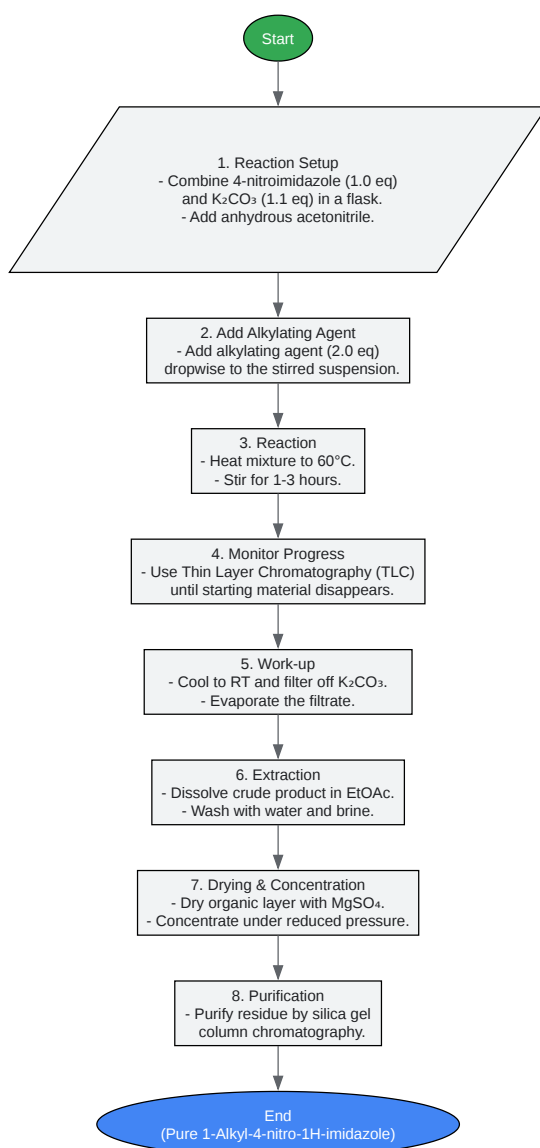 Start
1. Reaction Setup
- Combine 4-nitroimidazole (1.0 eq)
and K₂CO₃ (1.1 eq) in a flask.
- Add anhydrous acetonitrile.
2. Add Alkylating Agent
- Add alkylating agent (2.0 eq)
dropwise to the stirred suspension.
3. Reaction
- Heat mixture to 60°C.
- Stir for 1-3 hours.
4. Monitor Progress
- Use Thin Layer Chromatography (TLC)
until starting material disappears.
5. Work-up
- Cool to RT and filter off K₂CO₃.
- Evaporate the filtrate.
6. Extraction
- Dissolve crude product in EtOAc.
- Wash with water and brine.
7. Drying & Concentration
- Dry organic layer with MgSO₄.
- Concentrate under reduced pressure.
8. Purification
- Purify residue by silica gel
column chromatography.
End
(Pure 1-Alkyl-4-nitro-1H-imidazole)